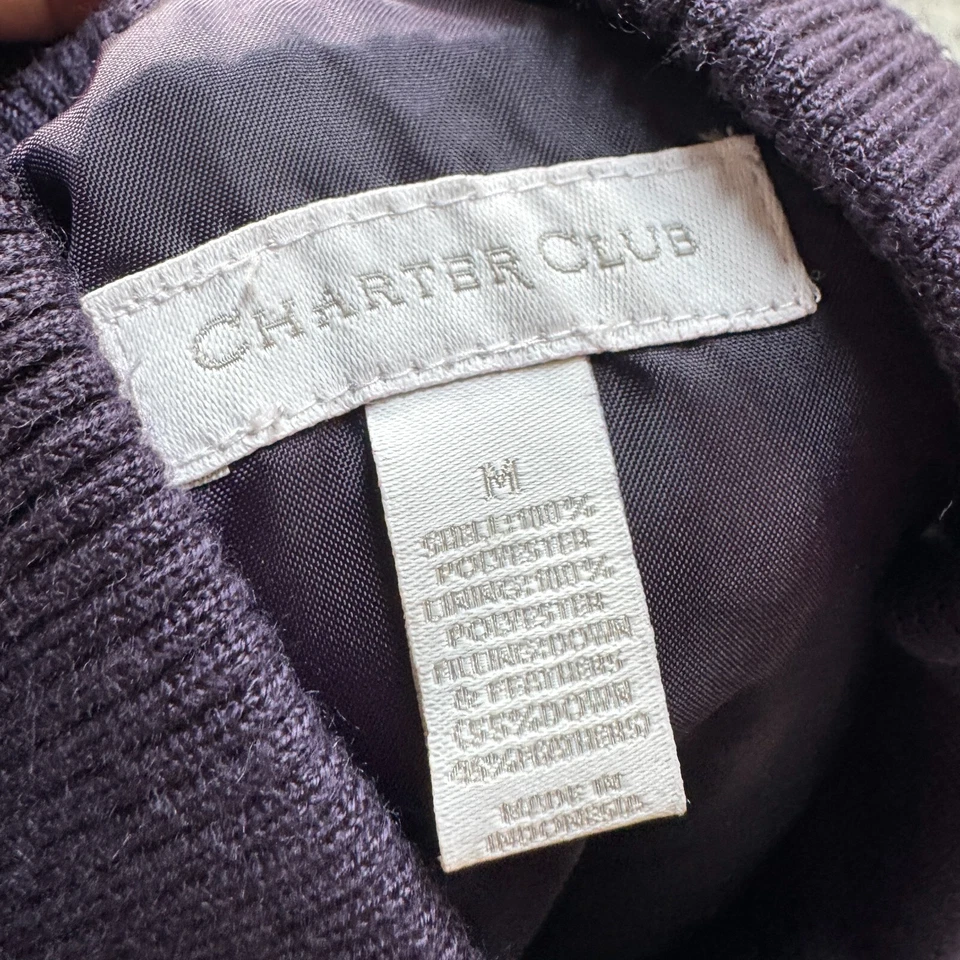 CHARTER CLUB
M
SHELL:100%
POLYESTER
LINING:100%
POLYESTER
FILLING:DOWN
& FEATHERS
(55%DOWN
45%FEATHERS)
MADE IN
INDONESIA